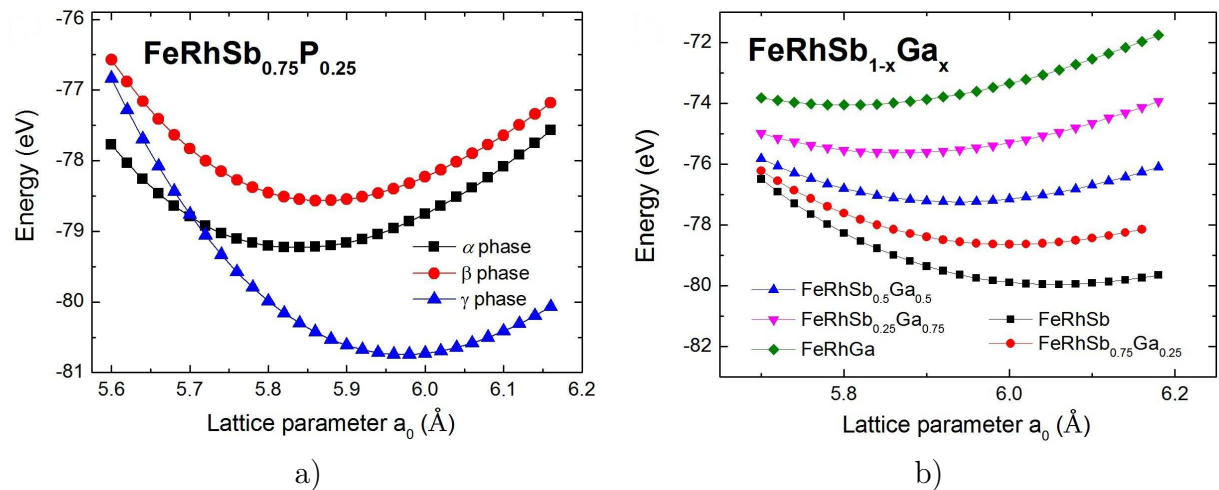 FeRhSb0.75P0.25
Energy (eV)
-76
-77
-78
-79
-80
-81
α phase
β phase
γ phase
5.6 5.7 5.8 5.9 6.0 6.1 6.2
Lattice parameter a0 (Å)
a)
FeRhSb1-xGax
Energy (eV)
-72
-74
-76
-78
-80
-82
FeRhSb0.5Ga0.5
FeRhSb0.25Ga0.75
FeRhGa
FeRhSb
FeRhSb0.75Ga0.25
5.8 6.0 6.2
Lattice parameter a0 (Å)
b)